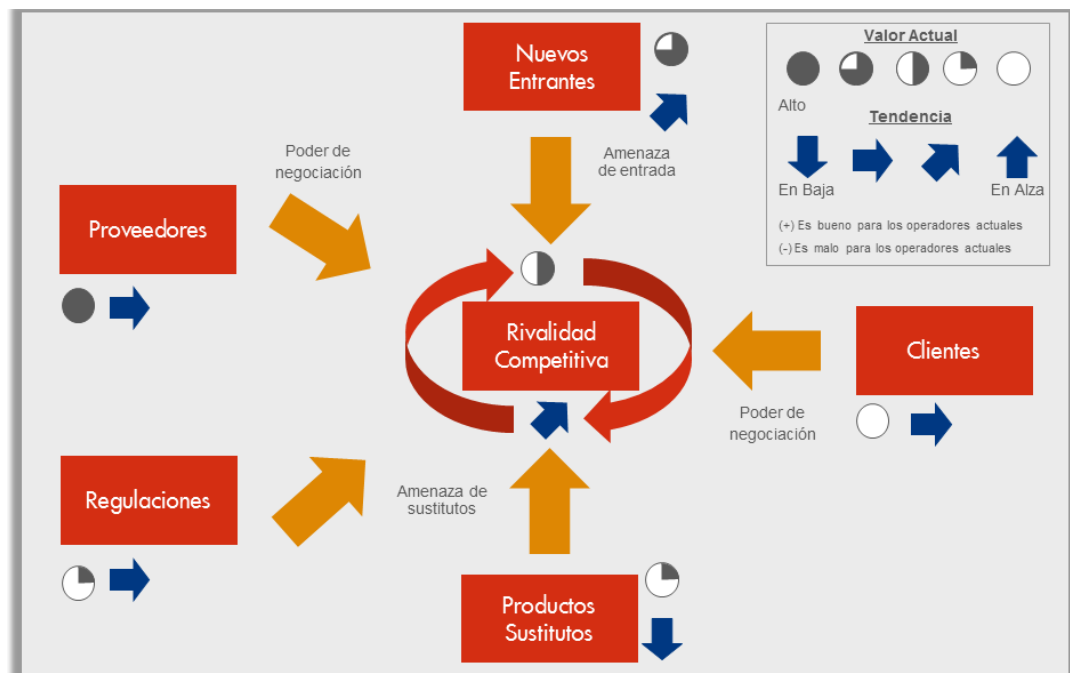 Nuevos
Entrantes
Amenaza
de entrada
Valor Actual
Alto
Tendencia
En Baja
En Alza
(+) Es bueno para los operadores actuales
(-) Es malo para los operadores actuales
Poder de
negociación
Proveedores
Rivalidad
Competitiva
Clientes
Poder de
negociación
Regulaciones
Amenaza de
sustitutos
Productos
Sustitutos